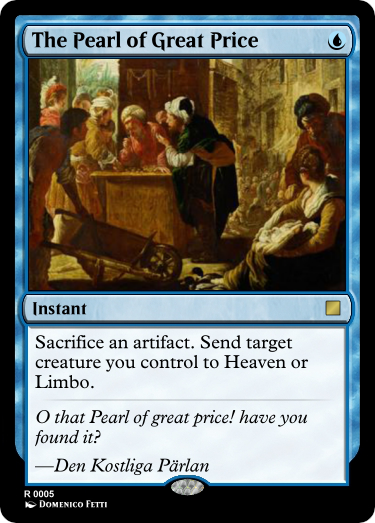 The Pearl of Great Price
Instant
Sacrifice an artifact. Send target
creature you control to Heaven or
Limbo.
O that Pearl of great price! have you
found it?
—Den Kostliga Pärlan
R 0005
Domenico Fetti